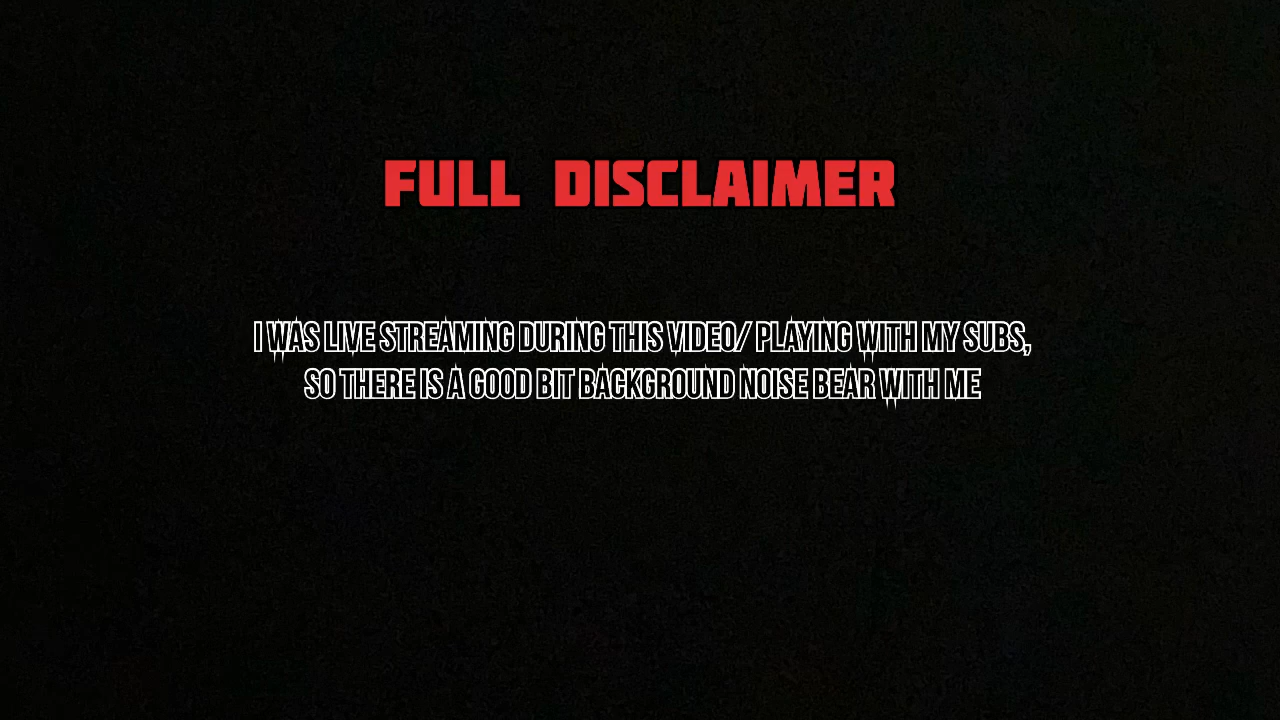 FULL DISCLAIMER
I WAS LIVE STREAMING DURING THIS VIDEO/ PLAYING WITH MY SUBS,
SO THERE IS A GOOD BIT BACKGROUND NOISE BEAR WITH ME